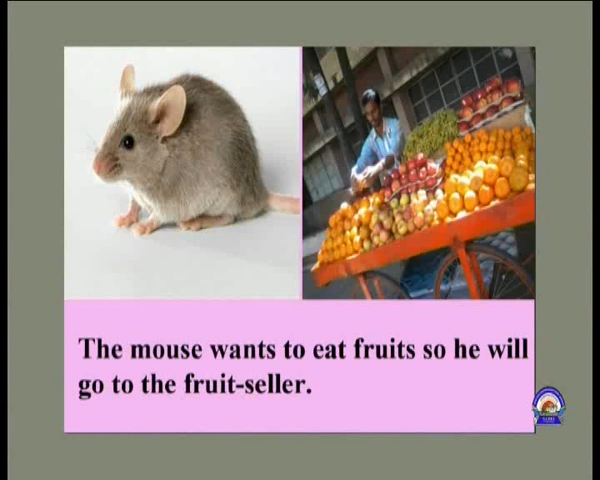 The mouse wants to eat fruits so he will
go to the fruit-seller.